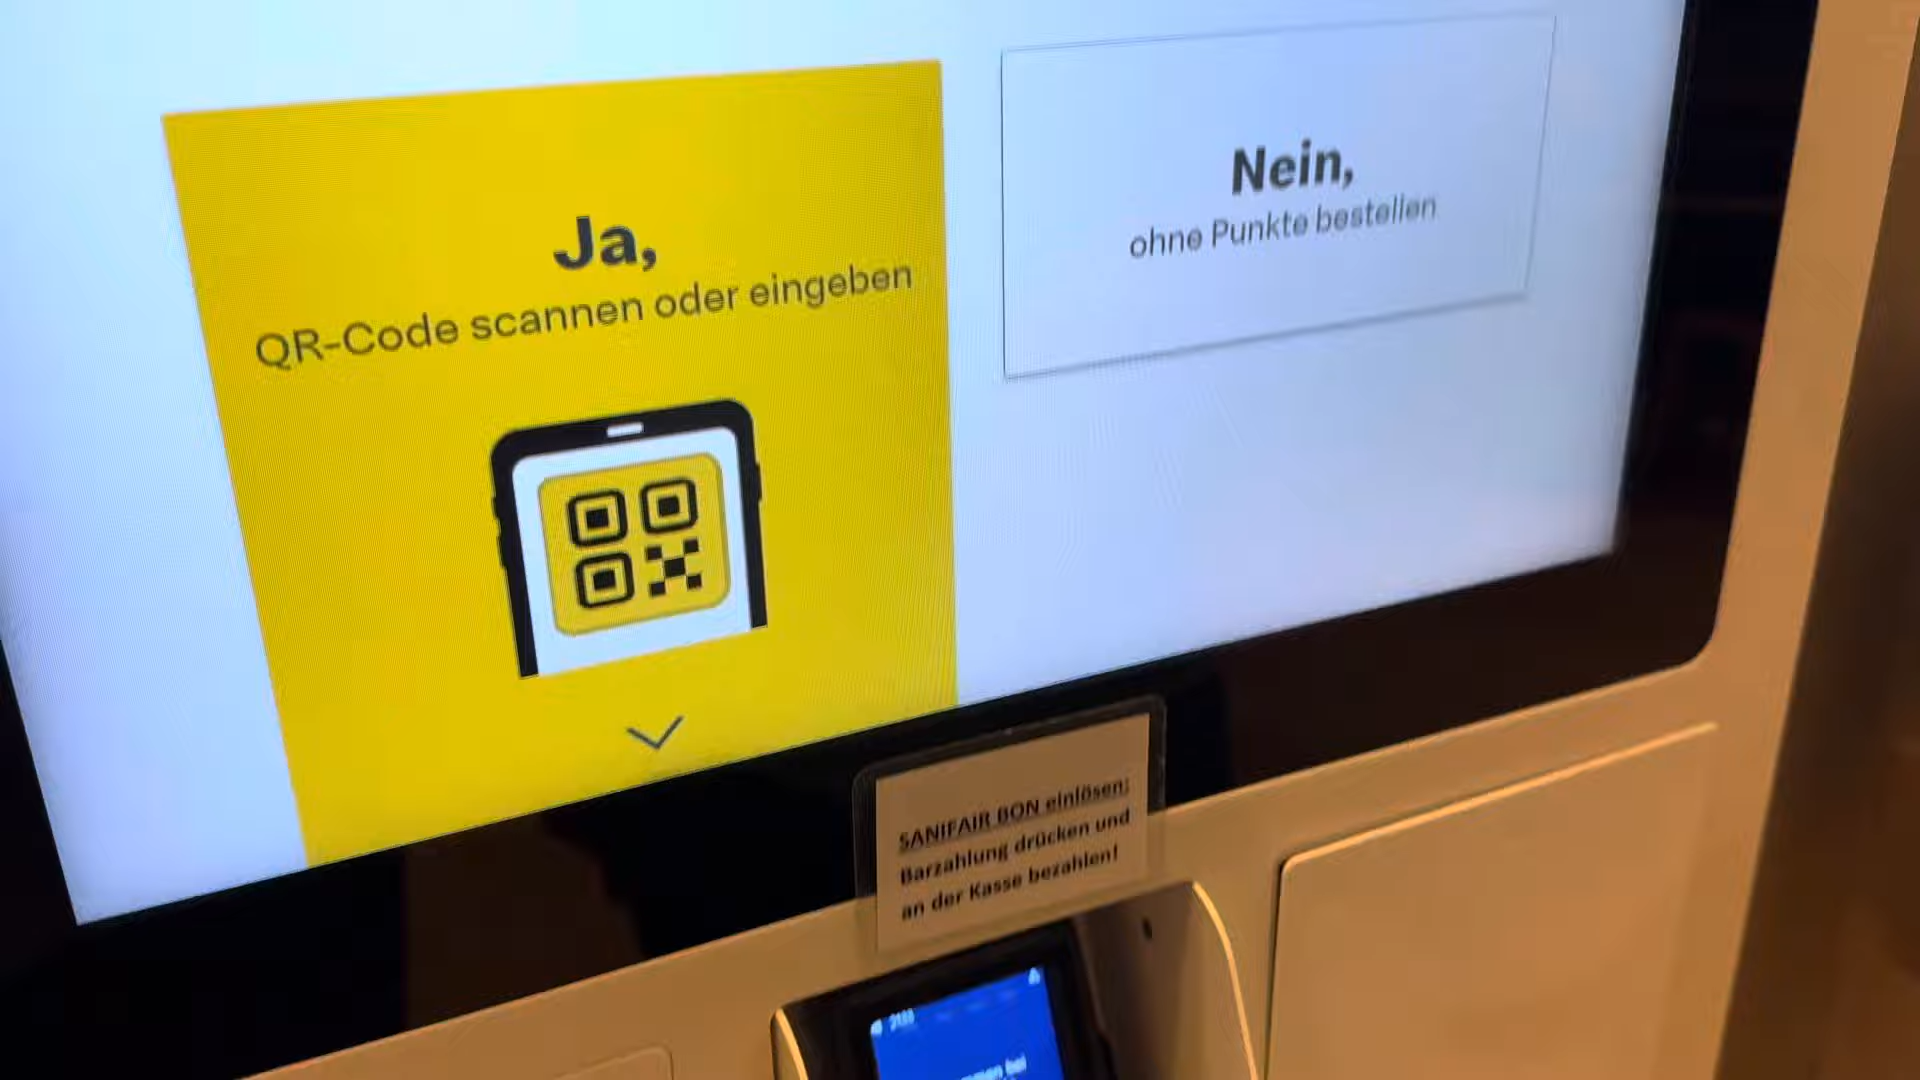 Ja,
QR-Code scannen oder eingeben
Nein,
ohne Punkte bestellen
SANIFAIR BON einlösen:
Barzahlung drücken und
an der Kasse bezahlen!